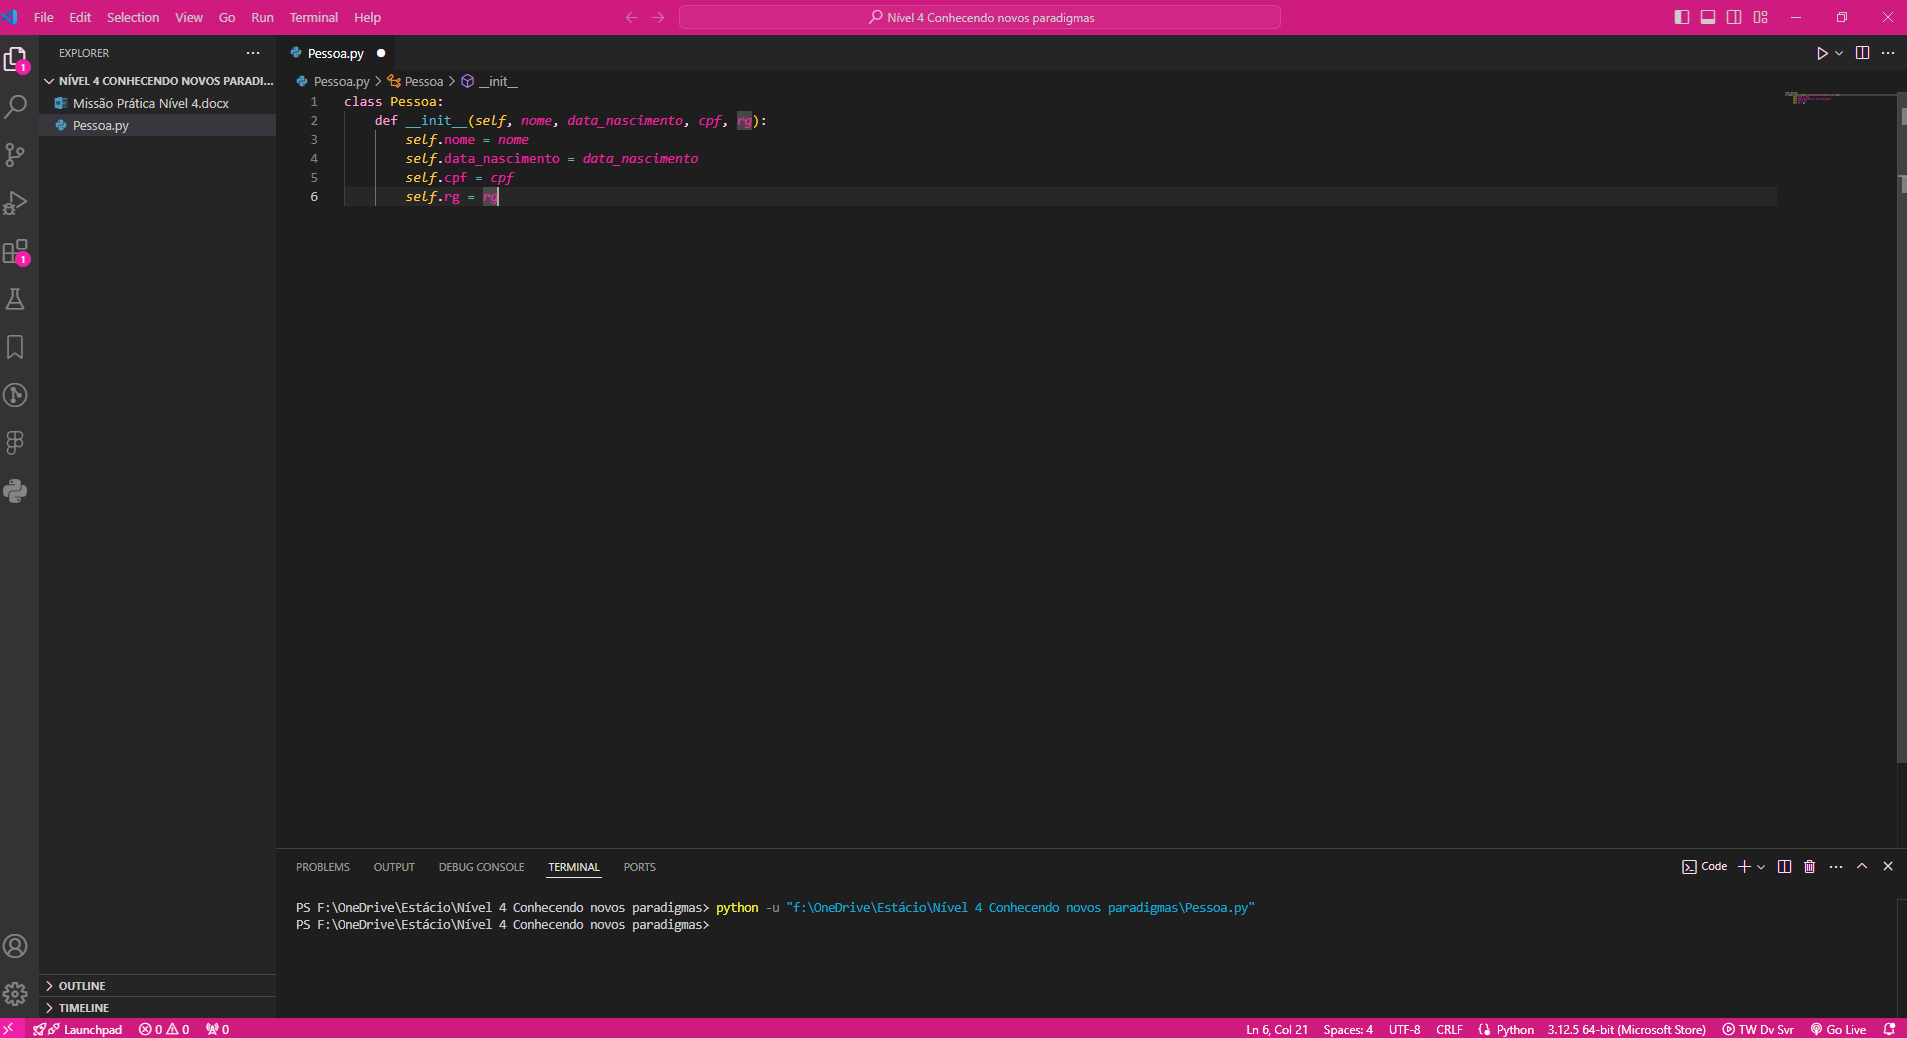 File Edit Selection View Go Run Terminal Help
Nível 4 Conhecendo novos paradigmas
EXPLORER
NÍVEL 4 CONHECENDO NOVOS PARADI...
Missão Prática Nível 4.docx
Pessoa.py
1
1
OUTLINE
TIMELINE
Pessoa.py
Pessoa.py > Pessoa > __init__
1 class Pessoa:
2 def __init__(self, nome, data_nascimento, cpf, rg):
3 self.nome = nome
4 self.data_nascimento = data_nascimento
5 self.cpf = cpf
6 self.rg = rg
PROBLEMS OUTPUT DEBUG CONSOLE TERMINAL PORTS
Code
PS F:\OneDrive\Estácio\Nível 4 Conhecendo novos paradigmas> python -u "f:\OneDrive\Estácio\Nível 4 Conhecendo novos paradigmas\Pessoa.py"
PS F:\OneDrive\Estácio\Nível 4 Conhecendo novos paradigmas>
Launchpad 0 0 0 Ln 6, Col 21 Spaces: 4 UTF-8 CRLF Python 3.12.5 64-bit (Microsoft Store) TW Dv Svr Go Live